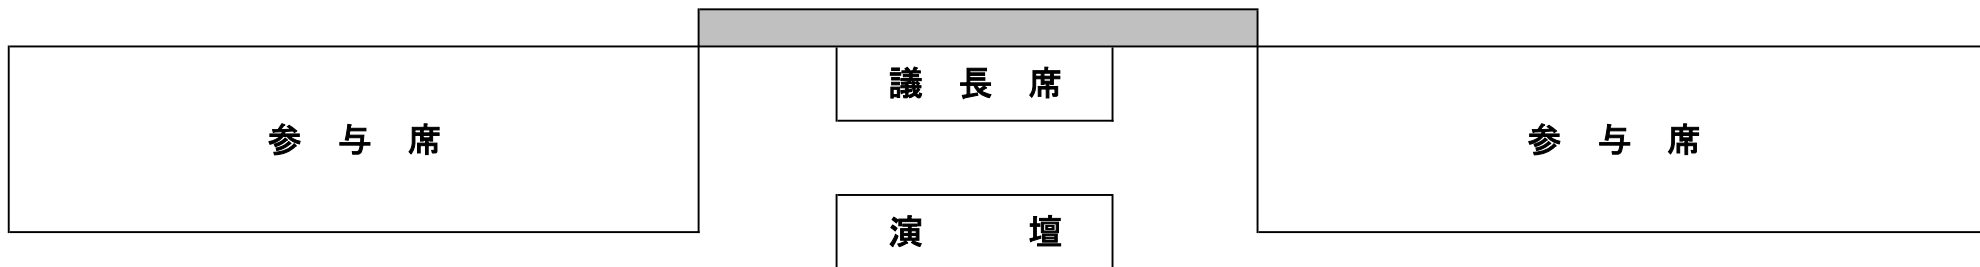 議 長 席
参 与 席
参 与 席
演 壇